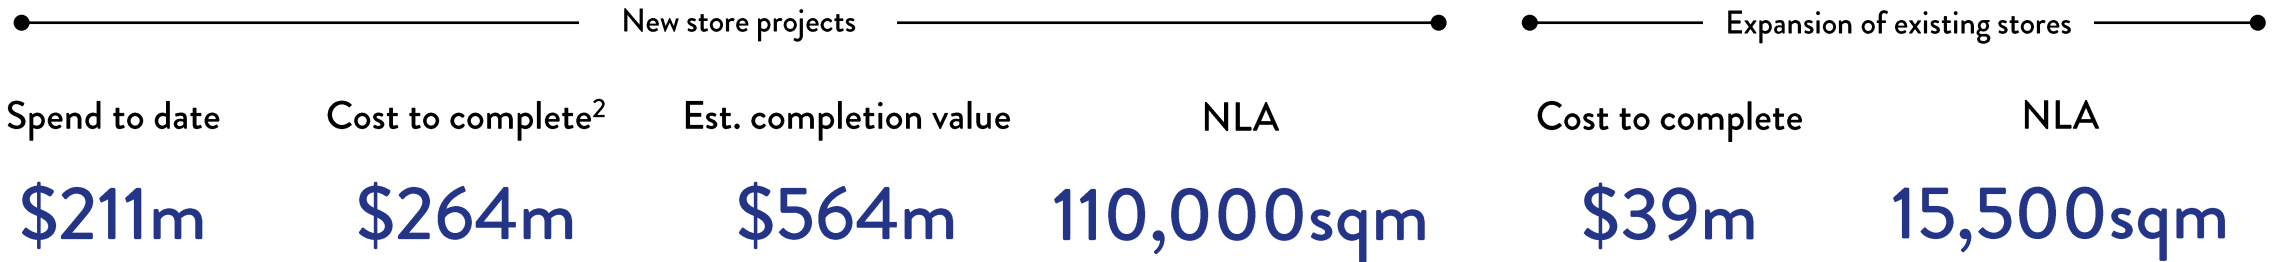 New store projects Expansion of existing stores
Spend to date Cost to complete² Est. completion value NLA Cost to complete NLA
$211m $264m $564m 110,000sqm $39m 15,500sqm